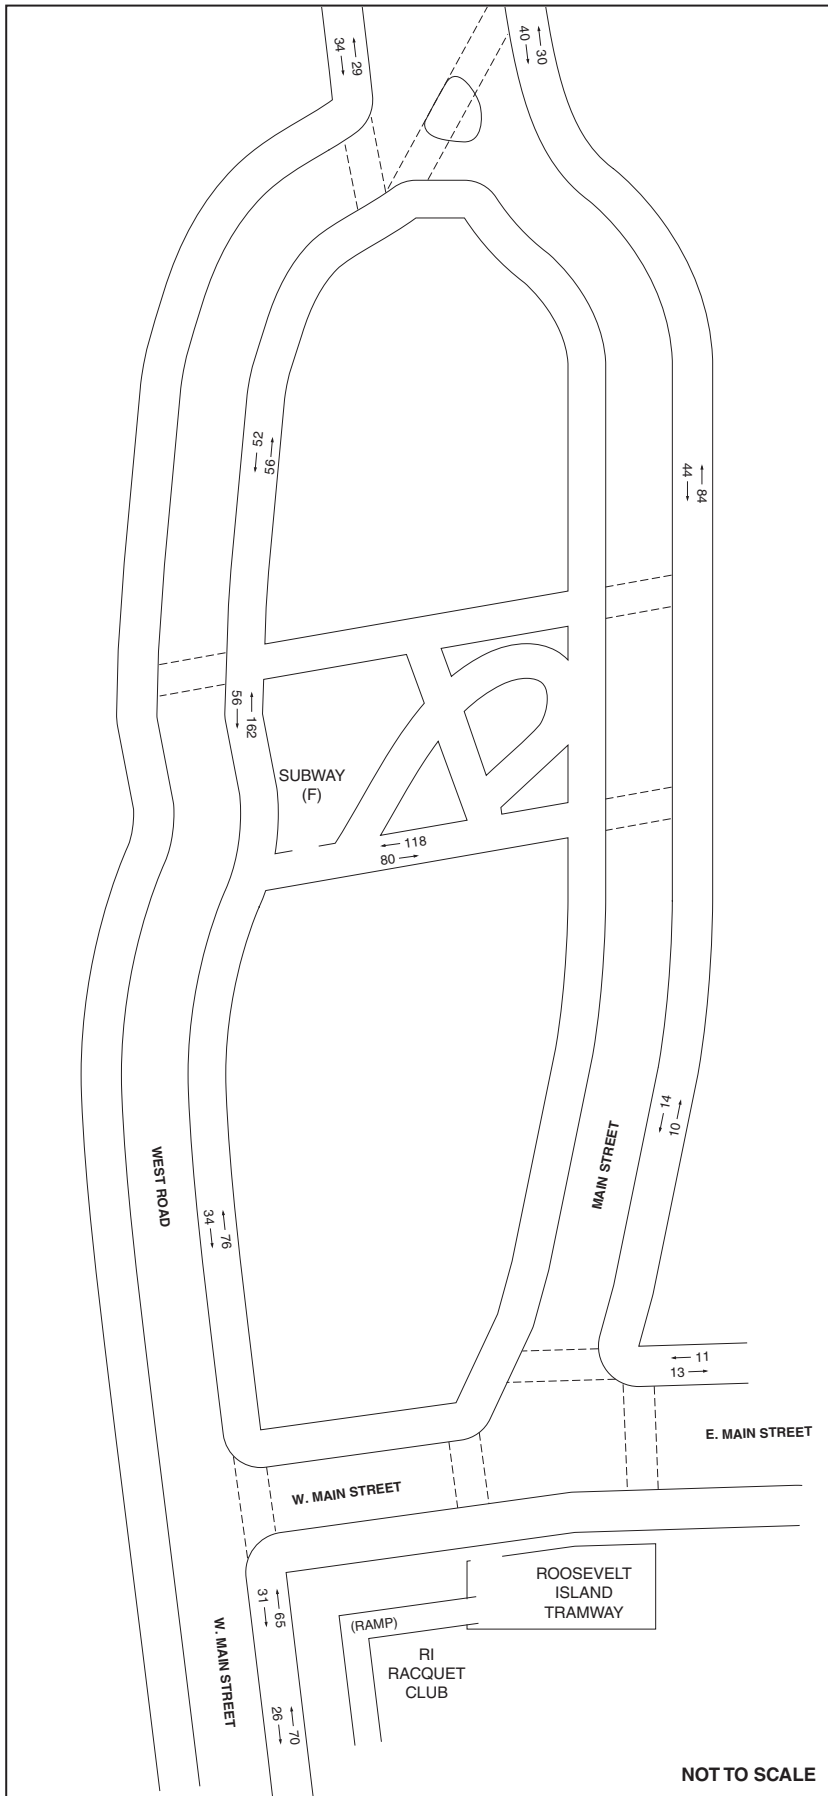 34
29
40
30
52
56
44
84
56
162
SUBWAY
(F)
118
80
14
10
WEST ROAD
MAIN STREET
34
76
11
13
E. MAIN STREET
W. MAIN STREET
ROOSEVELT
ISLAND
TRAMWAY
31
65
(RAMP)
RI
RACQUET
CLUB
W. MAIN STREET
26
70
NOT TO SCALE